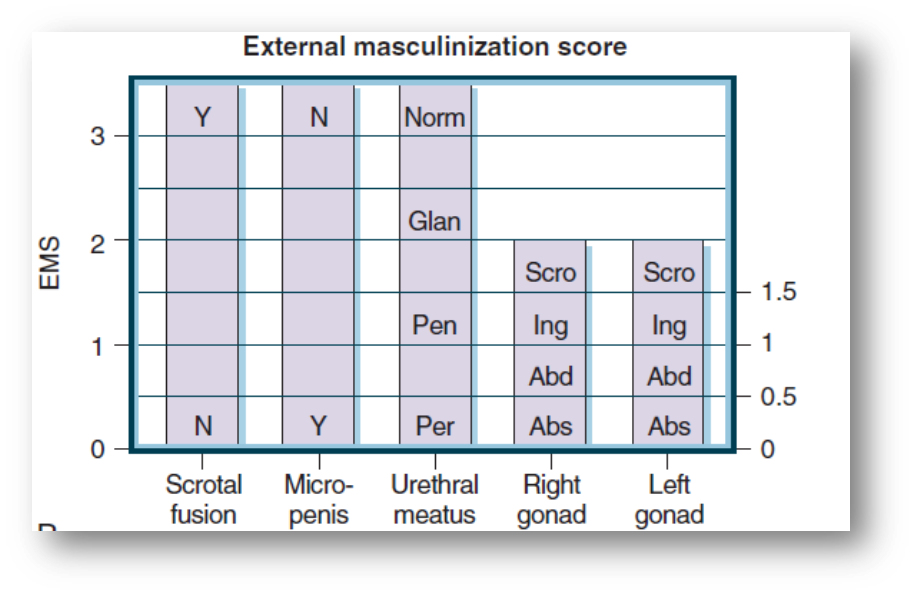 External masculinization score
Y N Norm
3
Glan
EMS
2
Scro Scro
1.5
Pen Ing Ing
1 1
Abd Abd
0.5
N Y Per Abs Abs
0 0
Scrotal Micro- Urethral Right Left
fusion penis meatus gonad gonad